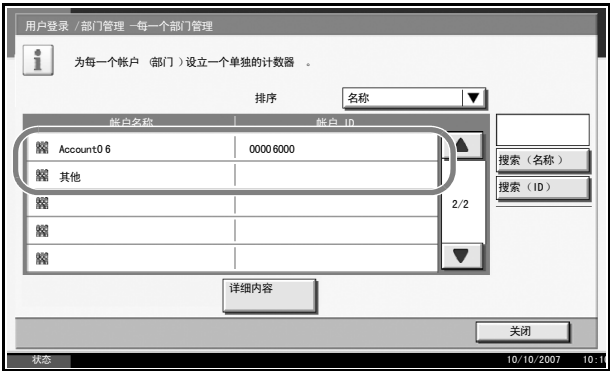 用户登录 /部门管理 -每一个部门管理
为每一个帐户 (部门 )设立一个单独的计数器 。
排序 名称
帐户名称 帐户 ID
Account0 6 0000 6000
其他
2/2
搜索 (名称 )
搜索 (ID )
详细内容
关闭
状态 10/10/2007 10:10